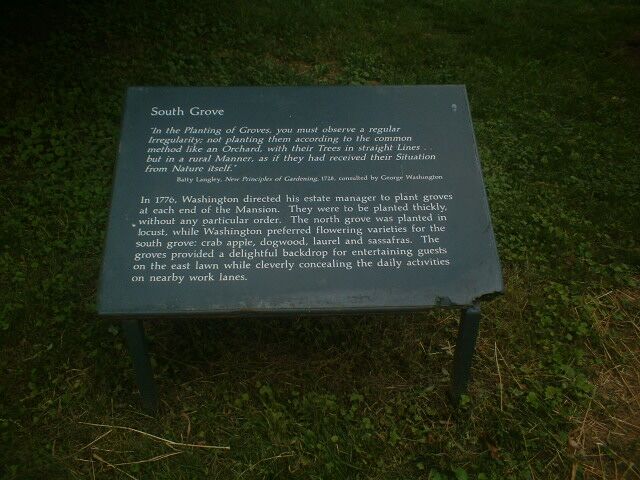 South Grove
"In the Planting of Groves, you must observe a regular
Irregularity; not planting them according to the common
method like an Orchard, with their Trees in straight Lines . .
but in a rural Manner, as if they had received their Situation
from Nature itself."
Batty Langley, New Principles of Gardening, 1728, consulted by George Washington
In 1776, Washington directed his estate manager to plant groves
at each end of the Mansion. They were to be planted thickly,
without any particular order. The north grove was planted in
locust, while Washington preferred flowering varieties for the
south grove: crab apple, dogwood, laurel and sassafras. The
groves provided a delightful backdrop for entertaining guests
on the east lawn while cleverly concealing the daily activities
on nearby work lanes.